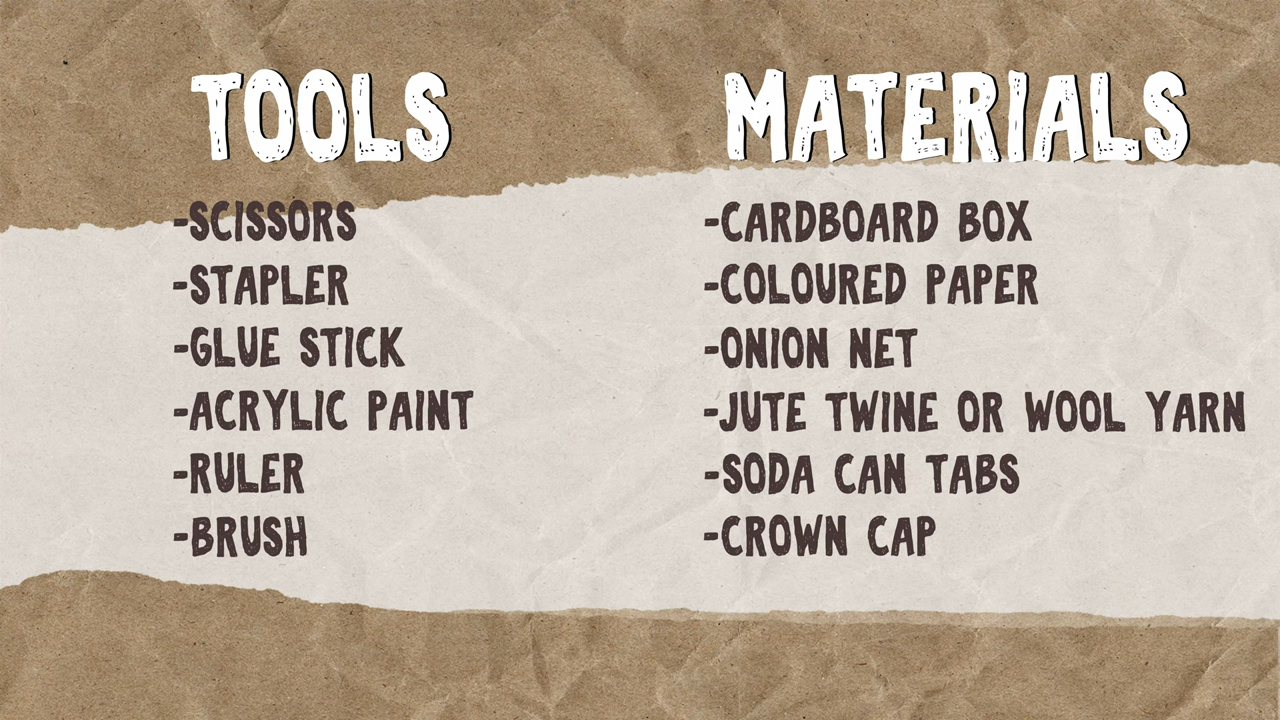 TOOLS
-SCISSORS
-STAPLER
-GLUE STICK
-ACRYLIC PAINT
-RULER
-BRUSH
MATERIALS
-CARDBOARD BOX
-COLOURED PAPER
-ONION NET
-JUTE TWINE OR WOOL YARN
-SODA CAN TABS
-CROWN CAP